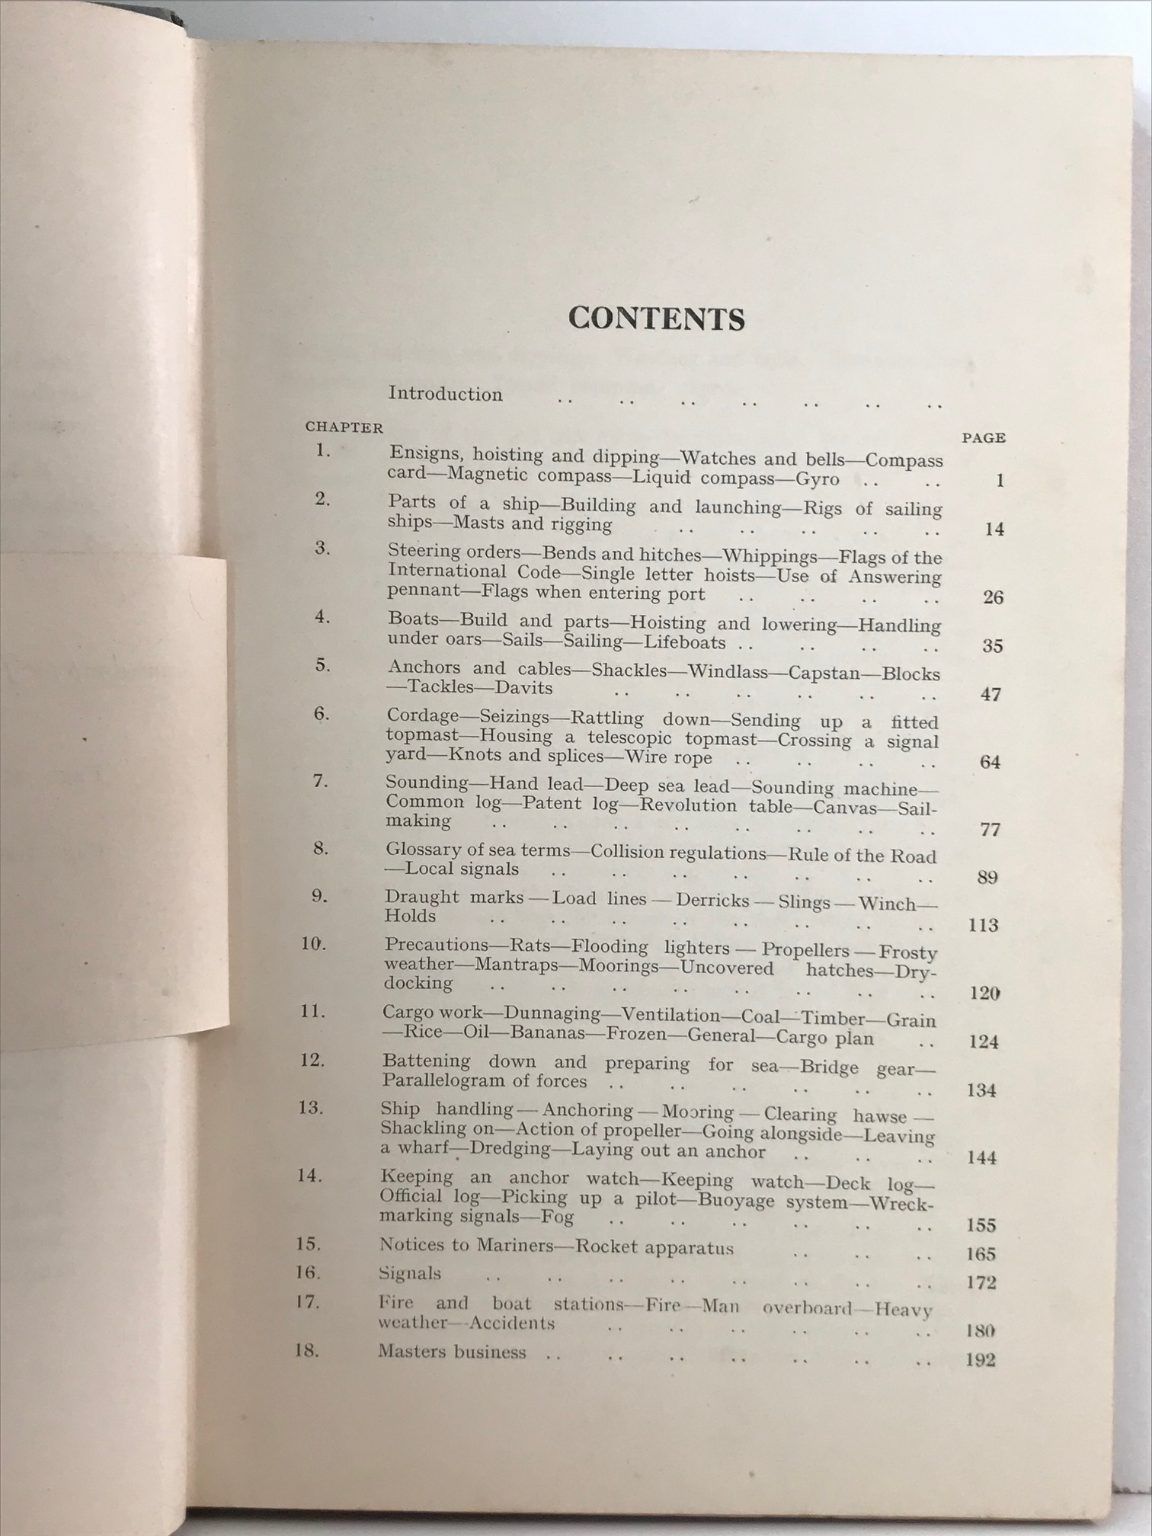 CONTENTS
Introduction .. .. .. .. .. .. ..
CHAPTER PAGE
1. Ensigns, hoisting and dipping—Watches and bells—Compass
card—Magnetic compass—Liquid compass—Gyro .. .. 1
2. Parts of a ship—Building and launching—Rigs of sailing
ships—Masts and rigging .. .. .. .. .. 14
3. Steering orders—Bends and hitches—Whippings—Flags of the
International Code—Single letter hoists—Use of Answering
pennant—Flags when entering port .. .. .. .. 26
4. Boats—Build and parts—Hoisting and lowering—Handling
under oars—Sails—Sailing—Lifeboats .. .. .. .. 35
5. Anchors and cables—Shackles—Windlass—Capstan—Blocks
—Tackles—Davits .. .. .. .. .. .. 47
6. Cordage—Seizings—Rattling down—Sending up a fitted
topmast—Housing a telescopic topmast—Crossing a signal
yard—Knots and splices—Wire rope .. .. .. .. 64
7. Sounding—Hand lead—Deep sea lead—Sounding machine—
Common log—Patent log—Revolution table—Canvas—Sail-
making .. .. .. .. .. .. .. .. 77
8. Glossary of sea terms—Collision regulations—Rule of the Road
—Local signals .. .. .. .. .. .. .. 89
9. Draught marks—Load lines—Derricks—Slings—Winch—
Holds .. .. .. .. .. .. .. .. 113
10. Precautions—Rats—Flooding lighters—Propellers—Frosty
weather—Mantraps—Moorings—Uncovered hatches—Dry-
docking .. .. .. .. .. .. .. .. 120
11. Cargo work—Dunnaging—Ventilation—Coal—Timber—Grain
—Rice—Oil—Bananas—Frozen—General—Cargo plan .. 124
12. Battening down and preparing for sea—Bridge gear—
Parallelogram of forces .. .. .. .. .. .. 134
13. Ship handling—Anchoring—Mooring—Clearing hawse—
Shackling on—Action of propeller—Going alongside—Leaving
a wharf—Dredging—Laying out an anchor .. .. .. 144
14. Keeping an anchor watch—Keeping watch—Deck log—
Official log—Picking up a pilot—Buoyage system—Wreck-
marking signals—Fog .. .. .. .. .. .. 155
15. Notices to Mariners—Rocket apparatus .. .. .. 165
16. Signals .. .. .. .. .. .. .. .. 172
17. Fire and boat stations—Fire—Man overboard—Heavy
weather—Accidents .. .. .. .. .. .. 180
18. Masters business .. .. .. .. .. .. .. 192